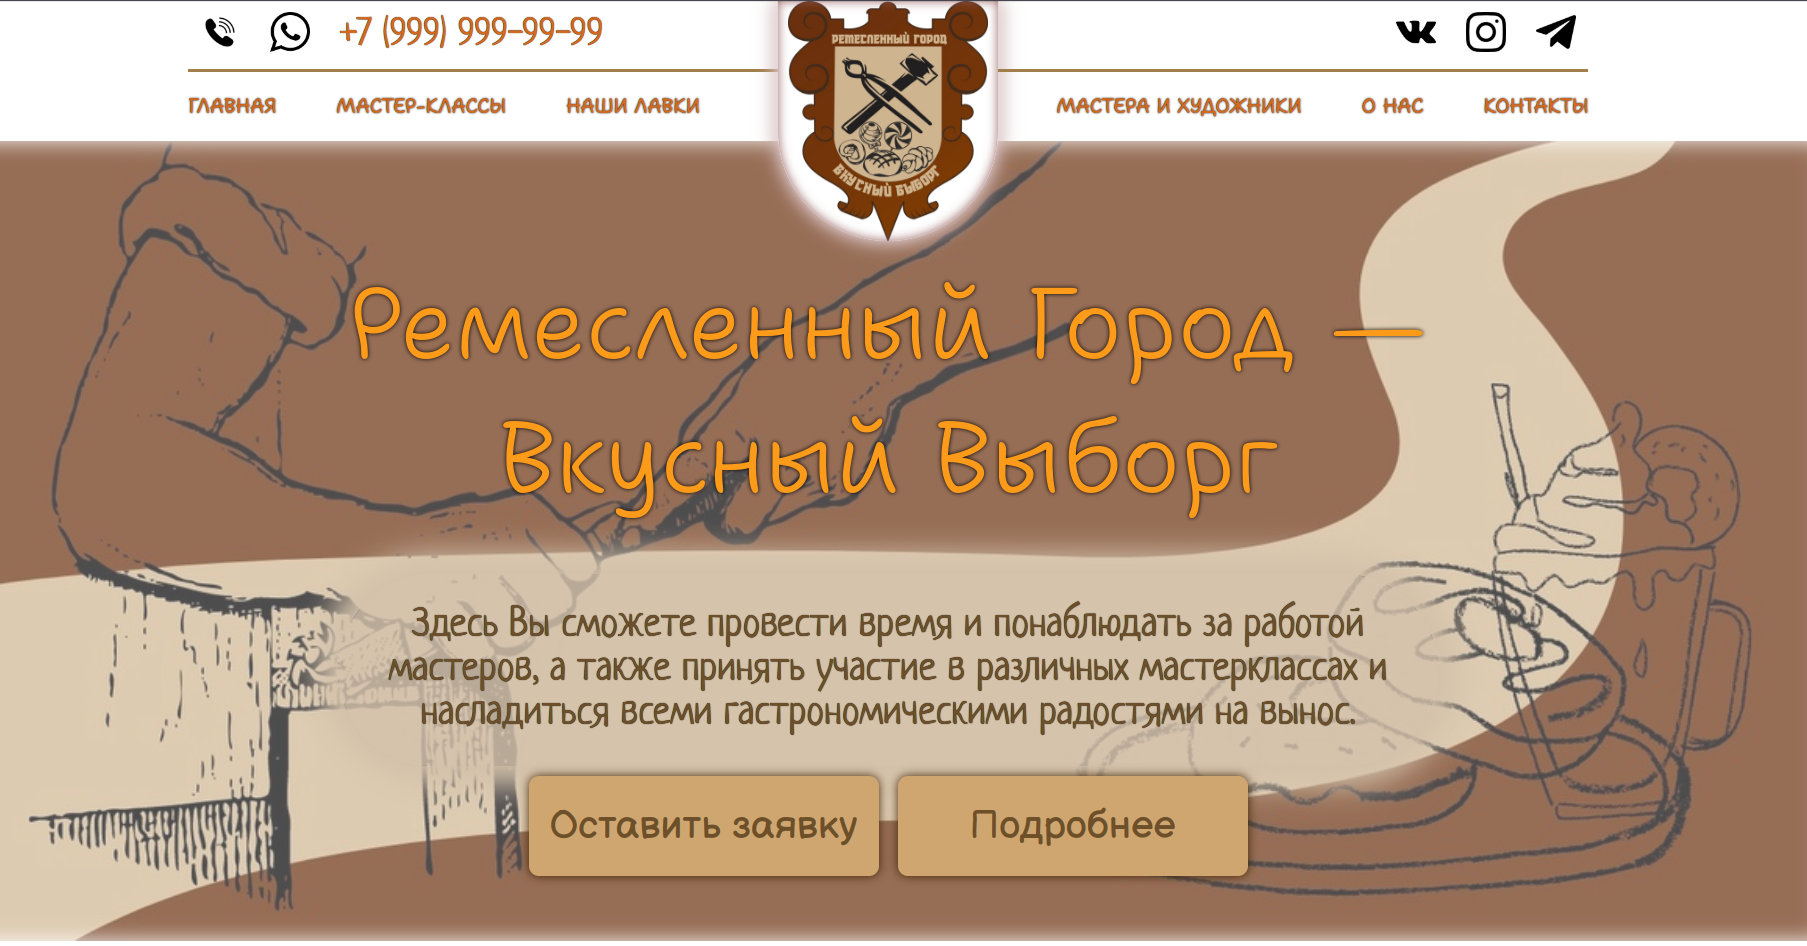 +7 (999) 999-99-99
РЕМЕСЛЕННЫЙ ГОРОД
ВКУСНЫЙ ВЫБОРГ
ГЛАВНАЯ
МАСТЕР-КЛАССЫ
НАШИ ЛАВКИ
МАСТЕРА И ХУДОЖНИКИ
О НАС
КОНТАКТЫ
Ремесленный Город —
Вкусный Выборг
Здесь Вы сможете провести время и понаблюдать за работой
мастеров, а также принять участие в различных мастерклассах и
насладиться всеми гастрономическими радостями на вынос.
Оставить заявку
Подробнее